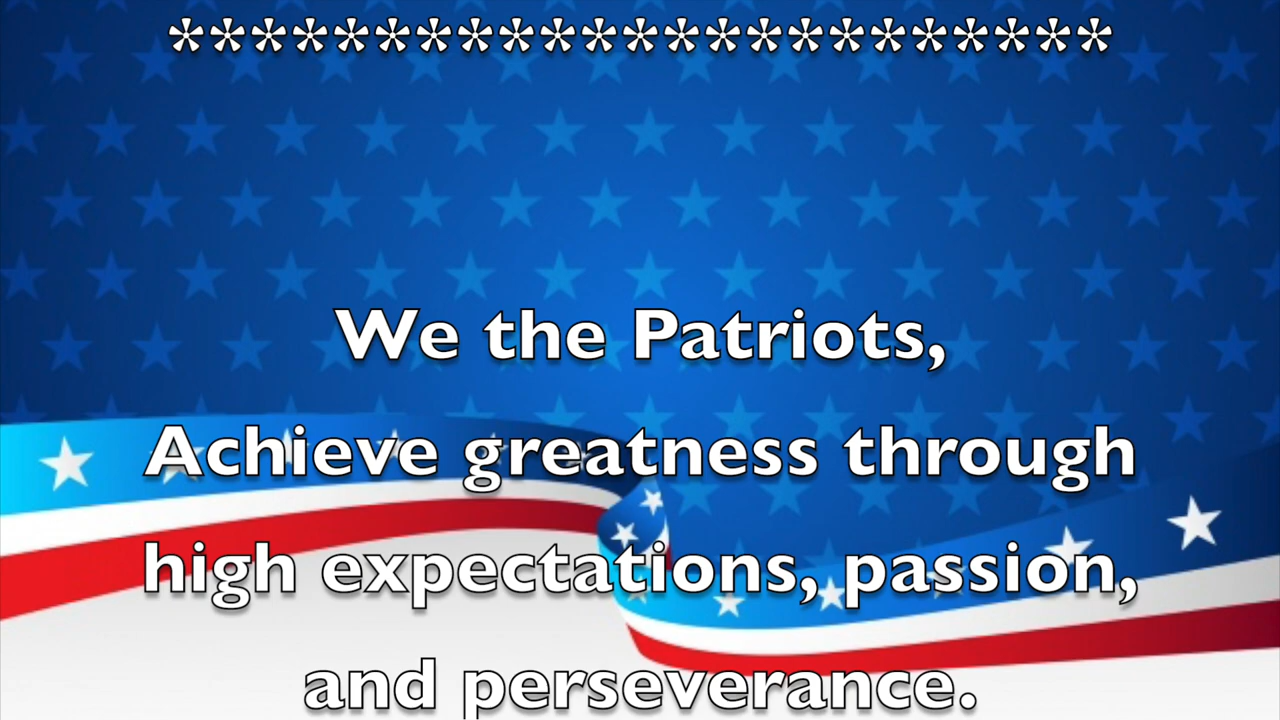 ***********************
We the Patriots,
Achieve greatness through
high expectations, passion,
and perseverance.